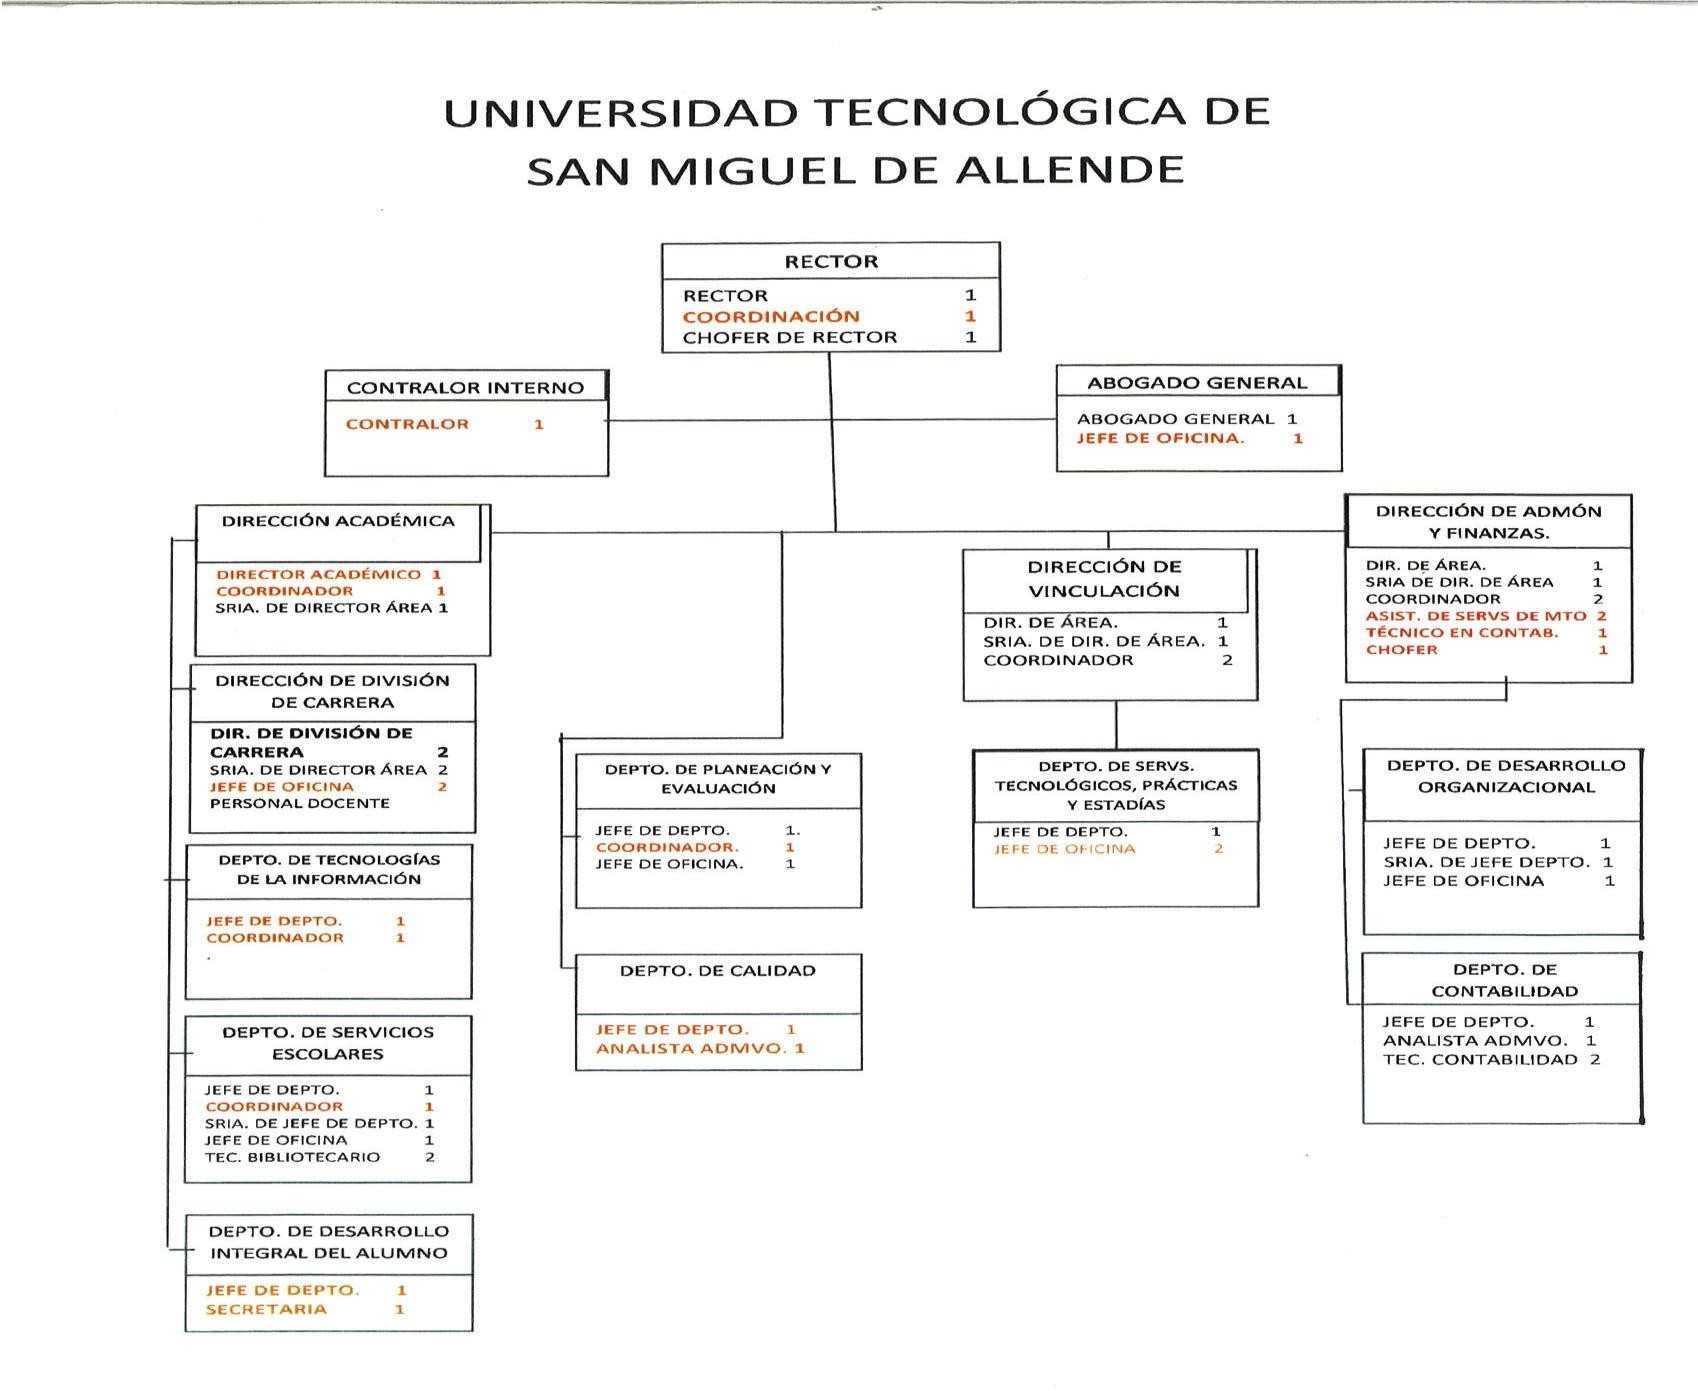 UNIVERSIDAD TECNOLÓGICA DE
SAN MIGUEL DE ALLENDE
RECTOR
RECTOR 1
COORDINACIÓN 1
CHOFER DE RECTOR 1
CONTRALOR INTERNO
CONTRALOR 1
ABOGADO GENERAL
ABOGADO GENERAL 1
JEFE DE OFICINA. 1
DIRECCIÓN ACADÉMICA
DIRECTOR ACADÉMICO 1
COORDINADOR 1
SRIA. DE DIRECTOR ÁREA 1
DIRECCIÓN DE DIVISIÓN
DE CARRERA
DIR. DE DIVISIÓN DE
CARRERA 2
SRIA. DE DIRECTOR ÁREA 2
JEFE DE OFICINA 2
PERSONAL DOCENTE
DEPTO. DE TECNOLOGÍAS
DE LA INFORMACIÓN
JEFE DE DEPTO. 1
COORDINADOR 1
.
DEPTO. DE SERVICIOS
ESCOLARES
JEFE DE DEPTO. 1
COORDINADOR 1
SRIA. DE JEFE DE DEPTO. 1
JEFE DE OFICINA 1
TEC. BIBLIOTECARIO 2
DEPTO. DE DESARROLLO
INTEGRAL DEL ALUMNO
JEFE DE DEPTO. 1
SECRETARIA 1
DEPTO. DE PLANEACIÓN Y
EVALUACIÓN
JEFE DE DEPTO. 1.
COORDINADOR. 1
JEFE DE OFICINA. 1
DEPTO. DE CALIDAD
JEFE DE DEPTO. 1
ANALISTA ADMVO. 1
DIRECCIÓN DE
VINCULACIÓN
DIR. DE ÁREA. 1
SRIA. DE DIR. DE ÁREA. 1
COORDINADOR 2
DEPTO. DE SERVS.
TECNOLÓGICOS, PRÁCTICAS
Y ESTADÍAS
JEFE DE DEPTO. 1
JEFE DE OFICINA 2
DIRECCIÓN DE ADMÓN
Y FINANZAS.
DIR. DE ÁREA. 1
SRIA DE DIR. DE ÁREA 1
COORDINADOR 2
ASIST. DE SERVS DE MTO 2
TÉCNICO EN CONTAB. 1
CHOFER 1
DEPTO. DE DESARROLLO
ORGANIZACIONAL
JEFE DE DEPTO. 1
SRIA. DE JEFE DEPTO. 1
JEFE DE OFICINA 1
DEPTO. DE
CONTABILIDAD
JEFE DE DEPTO. 1
ANALISTA ADMVO. 1
TEC. CONTABILIDAD 2